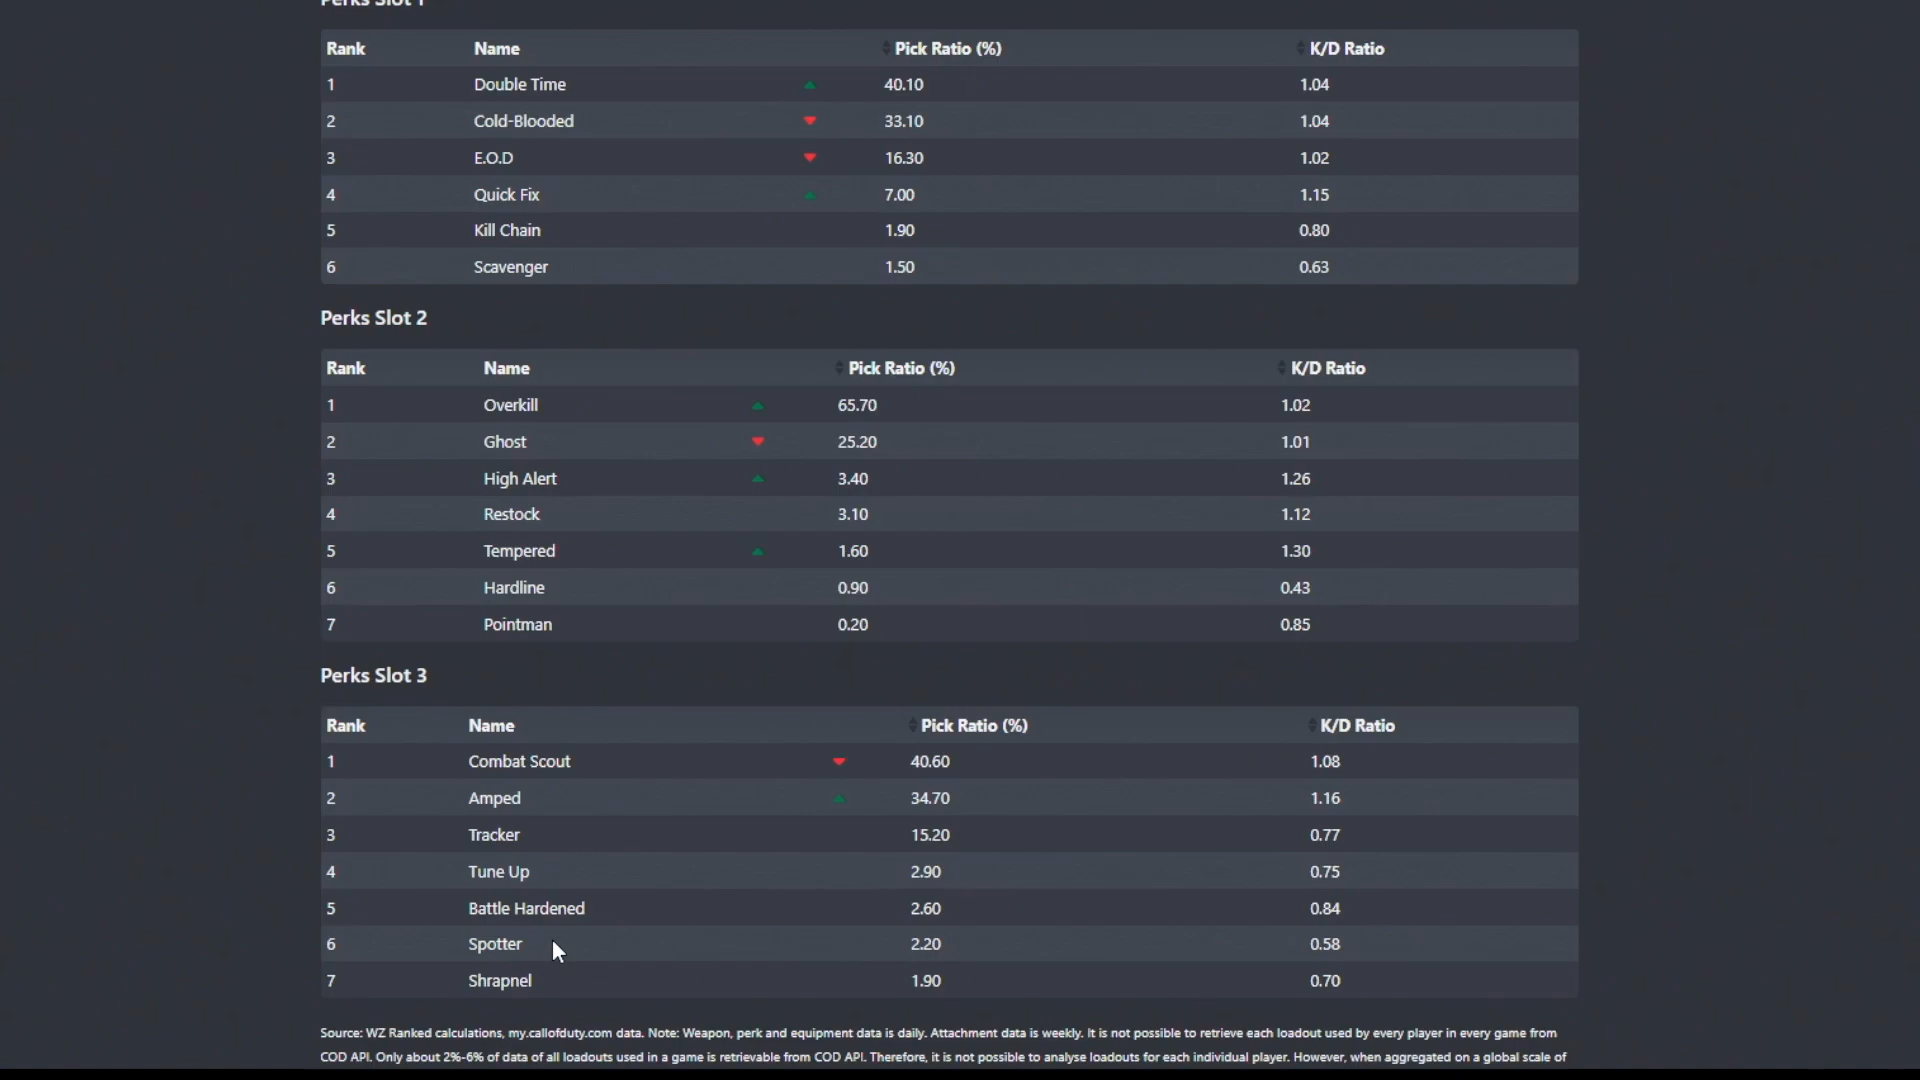 Perks Slot 1
Rank Name Pick Ratio (%) K/D Ratio
1 Double Time 40.10 1.04
2 Cold-Blooded 33.10 1.04
3 E.O.D 16.30 1.02
4 Quick Fix 7.00 1.15
5 Kill Chain 1.90 0.80
6 Scavenger 1.50 0.63
Perks Slot 2
Rank Name Pick Ratio (%) K/D Ratio
1 Overkill 65.70 1.02
2 Ghost 25.20 1.01
3 High Alert 3.40 1.26
4 Restock 3.10 1.12
5 Tempered 1.60 1.30
6 Hardline 0.90 0.43
7 Pointman 0.20 0.85
Perks Slot 3
Rank Name Pick Ratio (%) K/D Ratio
1 Combat Scout 40.60 1.08
2 Amped 34.70 1.16
3 Tracker 15.20 0.77
4 Tune Up 2.90 0.75
5 Battle Hardened 2.60 0.84
6 Spotter 2.20 0.58
7 Shrapnel 1.90 0.70
Source: WZ Ranked calculations, my.callofduty.com data. Note: Weapon, perk and equipment data is daily. Attachment data is weekly. It is not possible to retrieve each loadout used by every player in every game from
COD API. Only about 2%-6% of data of all loadouts used in a game is retrievable from COD API. Therefore, it is not possible to analyse loadouts for each individual player. However, when aggregated on a global scale of